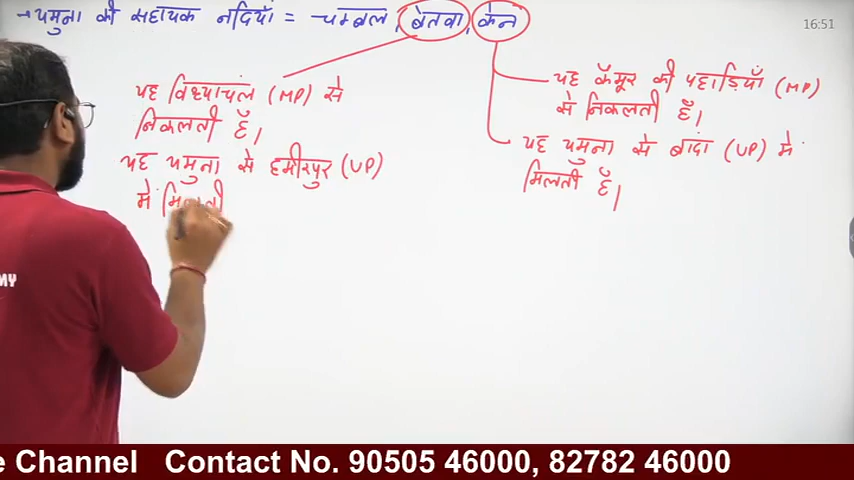 →यमुना की सहायक नदियाँ = → चम्बल, बेतवा, केन
16:51
यह विंध्याचल (MP) से
निकलती है।
यह यमुना से हमीरपुर (UP)
में मिलती
यह कैमूर की पहाड़ियाँ (MP)
से निकलती है।
यह यमुना से बांदा (UP) में
मिलती है।
MY
e Channel Contact No. 90505 46000, 82782 46000